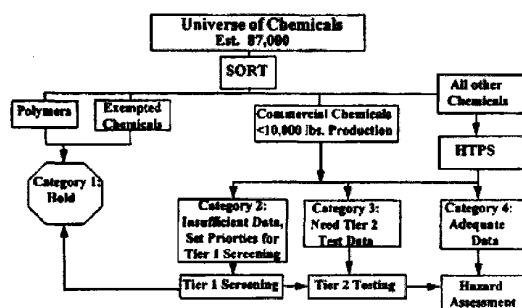 Universe of Chemicals
Est. 87,000
SORT
Polymers
Exempted
Chemicals
Commercial Chemicals
<10,000 lbs. Production
All other
Chemicals
HTPS
Category 1:
Hold
Category 2:
Insufficient Data,
Set Priorities for
Tier 1 Screening
Category 3:
Need Tier 2
Test Data
Category 4:
Adequate
Data
Tier 1 Screening
Tier 2 Testing
Hazard
Assessment